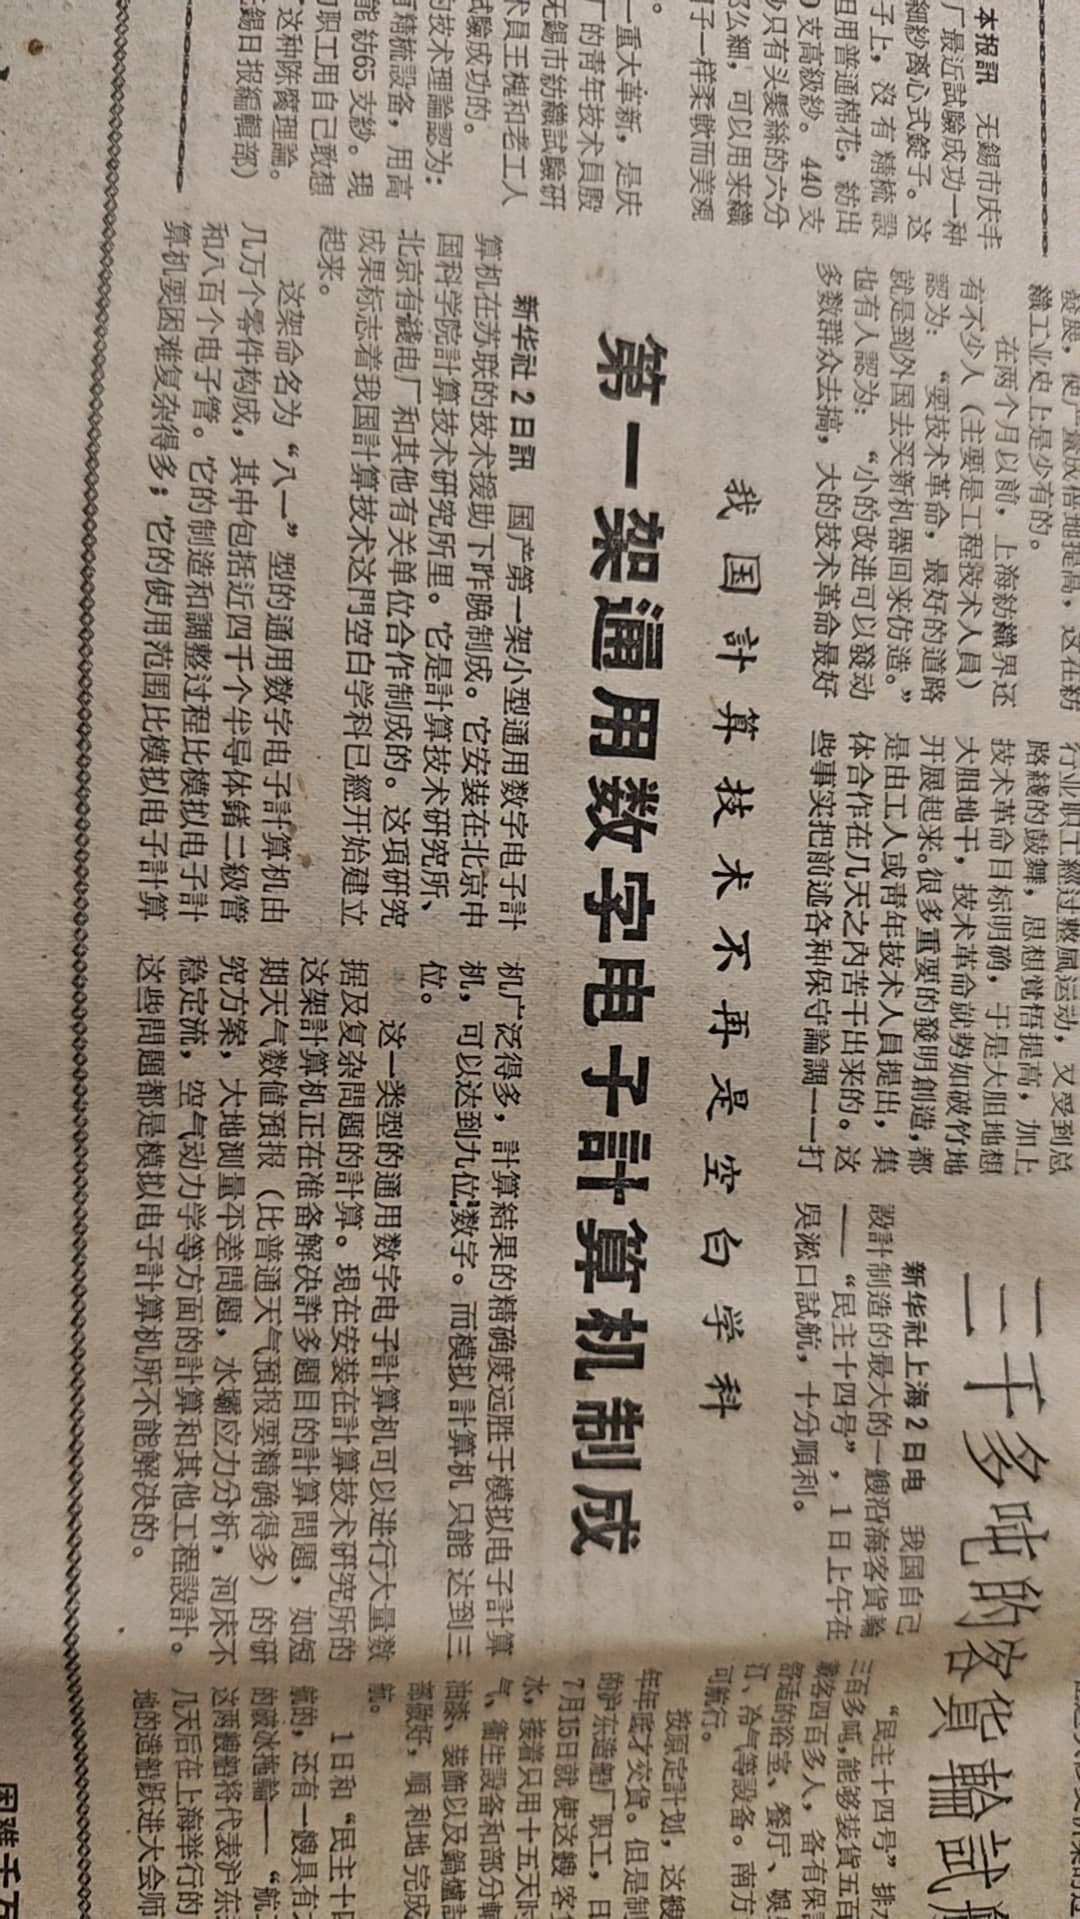 本报訊　无錫市庆丰
厂最近試驗成功一种
細紗离心式錠子。这
子上，沒有精梳設
且用普通棉花，紡出
支高級紗。440支
紗只有头髮絲的六分
么細，可以用来織
子一样柔軟而美观
。
一重大革新，是庆
厂的靑年技术員殷
无錫市紡織試驗研
术員王槐和老工人
試驗成功的。
技术理論認为：
精梳設备，用高
能紡65支紗。現
职工用自己敢想
这种陈腐理論。
錫日报編輯部）
發展，使产量成倍地提高，这在紡
織工业史上是少有的。
在两个月以前，上海紡織界还
有不少人（主要是工程技术人員）
認为：“要技术革命，最好的道路
就是到外国去买新机器回来仿造。”
也有人認为：“小的改进可以發动
多数群众去搞，大的技术革命最好
行业职工經过整風运动，又受到总
路綫的鼓舞，思想覚悟提高，加上
技术革命目标明确，于是大胆地想
大胆地干，技术革命就势如破竹地
开展起来。很多重要的發明創造，都
是由工人或靑年技术人員提出，集
体合作在几天之內苦干出来的。这
些事实把前述各种保守論調一一打
三千多吨的客貨輪試
新华社上海2日电　我国自己
設計制造的最大的一艘沿海客貨輪
——“民主十四号”，1日上午在
吳淞口試航，十分順利。
“民主十四号”排
三百多吨，能够装貨五百
載客四百多人，备有保
舒适的浴室、餐厅、娱
汀、冷气等設备。南方
可航行。
按原定計划，这艘
年年底才交貨。但是制
的沪东造船厂职工，日
7月15日就使这艘客
水，接着只用十五天时
气、衞生設备和部分
油漆、装飾以及鍋爐
部做好，順利地完成
航。
1日和“民主十
航的，还有一艘具有
的破冰拖輪——“航
这两艘船将代表沪东
几天后在上海举行的
地的造船跃进大会师
我国計算技术不再是空白学科
第一架通用数字电子計算机制成
新华社2日訊　国产第一架小型通用数字电子計
算机在苏联的技术援助下昨晚制成。它安装在北京中
国科学院計算技术研究所里。它是計算技术研究所、
北京有綫电厂和其他有关单位合作制成的。这項研究
成果标志着我国計算技术这門空白学科已經开始建立
起来。
这架命名为“八一”型的通用数字电子計算机由
几万个零件构成，其中包括近四千个半导体鍺二級管
和八百个电子管。它的制造和調整过程比模拟电子計
算机要困难复杂得多；它的使用范围比模拟电子計算
机广泛得多，計算結果的精确度远胜于模拟电子計算
机，可以达到九位数字。而模拟計算机只能达到三
位。
这一类型的通用数字电子計算机可以进行大量数
据及复杂問題的計算。現在安装在計算技术研究所的
这架計算机正在准备解决許多題目的計算問題，如短
期天气数値預报（比普通天气預报要精确得多）的研
究方案，大地測量平差問題，水壩应力分析，河床不
稳定流，空气动力学等方面的計算和其他工程設計。
这些問題都是模拟电子計算机所不能解决的。
困难千万